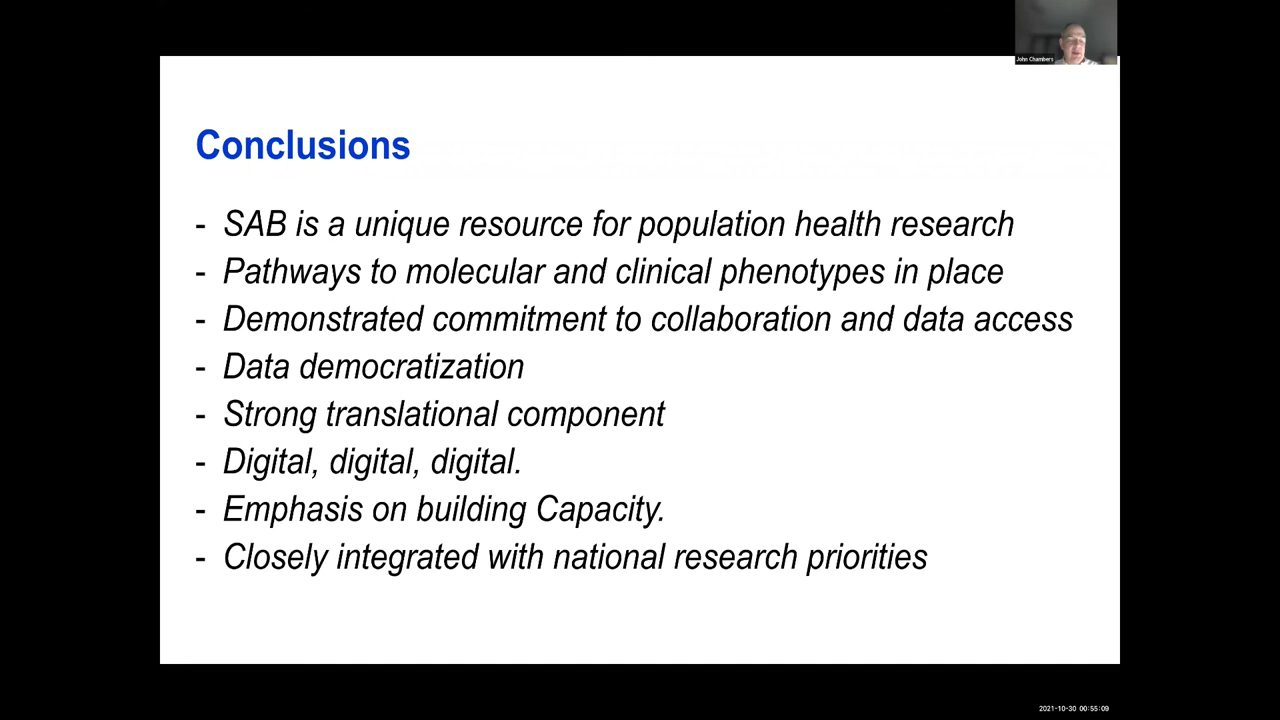 John Chambers
Conclusions
- SAB is a unique resource for population health research
- Pathways to molecular and clinical phenotypes in place
- Demonstrated commitment to collaboration and data access
- Data democratization
- Strong translational component
- Digital, digital, digital.
- Emphasis on building Capacity.
- Closely integrated with national research priorities
2021-10-30 00:55:09